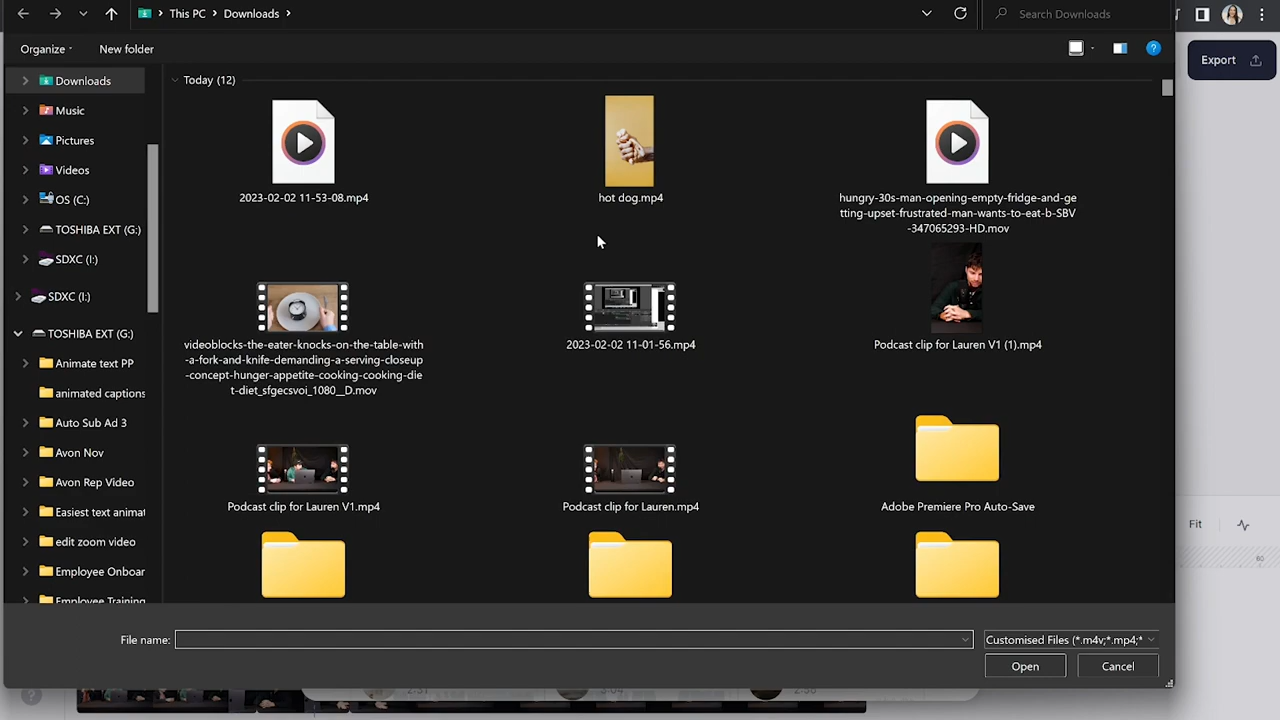 This PC
Downloads
Search Downloads
Organize
New folder
Export
Downloads
Music
Pictures
Videos
OS (C:)
TOSHIBA EXT (G:)
SDXC (I:)
SDXC (I:)
TOSHIBA EXT (G:)
Animate text PP
animated captions
Auto Sub Ad 3
Avon Nov
Avon Rep Video
Easiest text animat
edit zoom video
Employee Onboar
Employee Training
Today (12)
2023-02-02 11-53-08.mp4
hot dog.mp4
hungry-30s-man-opening-empty-fridge-and-ge
tting-upset-frustrated-man-wants-to-eat-b-SBV
-347065293-HD.mov
videoblocks-the-eater-knocks-on-the-table-with
-a-fork-and-knife-demanding-a-serving-closeup
-concept-hunger-appetite-cooking-cooking-die
t-diet_sfgecsvoi_1080__D.mov
2023-02-02 11-01-56.mp4
Podcast clip for Lauren V1 (1).mp4
Podcast clip for Lauren V1.mp4
Podcast clip for Lauren.mp4
Adobe Premiere Pro Auto-Save
Fit
60
File name:
Customised Files (*.m4v;*.mp4;*
Open
Cancel